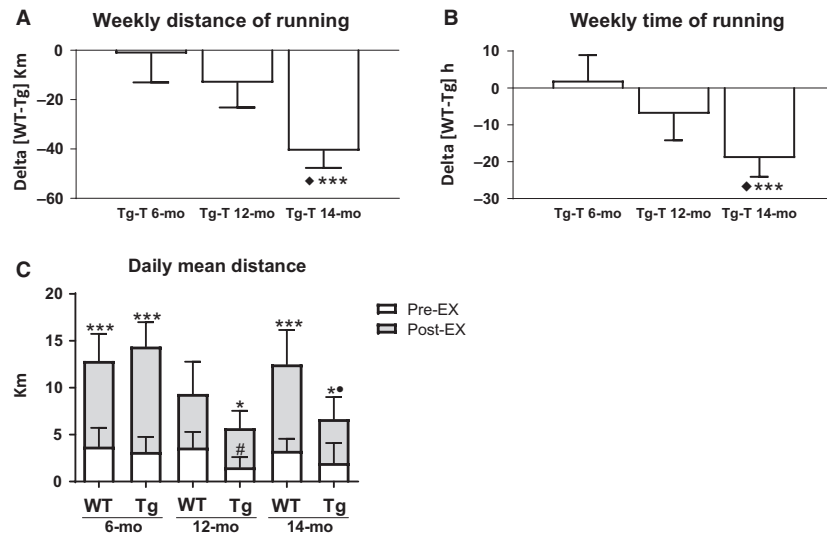 A
Weekly distance of running
Delta [WT-Tg] Km
0
–20
–40
–60
◆ ***
Tg-T 6-mo Tg-T 12-mo Tg-T 14-mo
B
Weekly time of running
Delta [WT-Tg] h
10
0
–10
–20
–30
◆ ***
Tg-T 6-mo Tg-T 12-mo Tg-T 14-mo
C
Daily mean distance
Km
20
15
10
5
0
*** *** * # *** *•
Pre-EX
Post-EX
WT Tg WT Tg WT Tg
6-mo 12-mo 14-mo